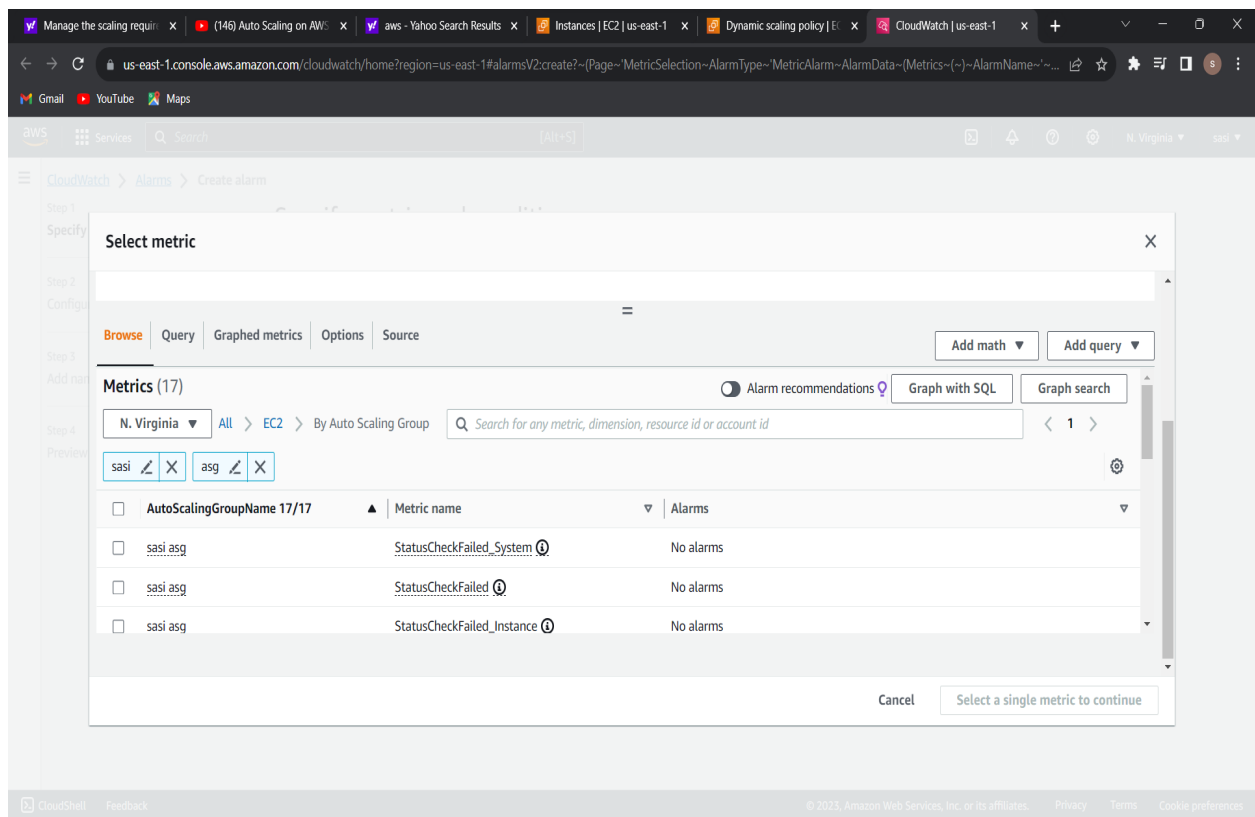 Manage the scaling require
(146) Auto Scaling on AWS
aws - Yahoo Search Results
Instances | EC2 | us-east-1
Dynamic scaling policy | EC
CloudWatch | us-east-1
us-east-1.console.aws.amazon.com/cloudwatch/home?region=us-east-1#alarmsV2:create?~(Page~'MetricSelection~AlarmType~'MetricAlarm~AlarmData~(Metrics~(~)~AlarmName~'~...
S
Gmail YouTube Maps
aws Services Search [Alt+S] N. Virginia ▼ sasi ▼
CloudWatch > Alarms > Create alarm
Step 1
Specify
Select metric
Step 2
Configu
Browse Query Graphed metrics Options Source
Add math ▼ Add query ▼
Step 3
Add nam
Metrics (17) Alarm recommendations Graph with SQL Graph search
N. Virginia ▼ All > EC2 > By Auto Scaling Group Search for any metric, dimension, resource id or account id < 1 >
Step 4
Preview
sasi asg
AutoScalingGroupName 17/17 Metric name Alarms
sasi asg StatusCheckFailed_System No alarms
sasi asg StatusCheckFailed No alarms
sasi asg StatusCheckFailed_Instance No alarms
Cancel Select a single metric to continue
CloudShell Feedback © 2023, Amazon Web Services, Inc. or its affiliates. Privacy Terms Cookie preferences